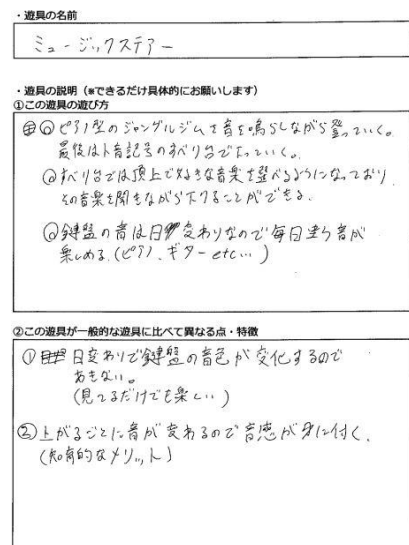 ・遊具の名前
ミュージックステアー
・遊具の説明（※できるだけ具体的にお願いします）
①この遊具の遊び方
◎ピアノ型のジャングルジムを音を鳴らしながら登っていく。
最後はト音記号のすべり台で下っていく。
◎すべり台では頂上で好きな音楽を選べるようになっており
その音楽を聞きながら下りることができる。
◎鍵盤の音は日変わりなので毎日違う音が
楽しめる。(ピアノ、ギター etc…)
②この遊具が一般的な遊具に比べて異なる点・特徴
① 日変わりで鍵盤の音色が変化するので
あきない。
(見てるだけでも楽しい)
② 上がるごとに音が変わるので音感が身に付く。
(知育的なメリット)